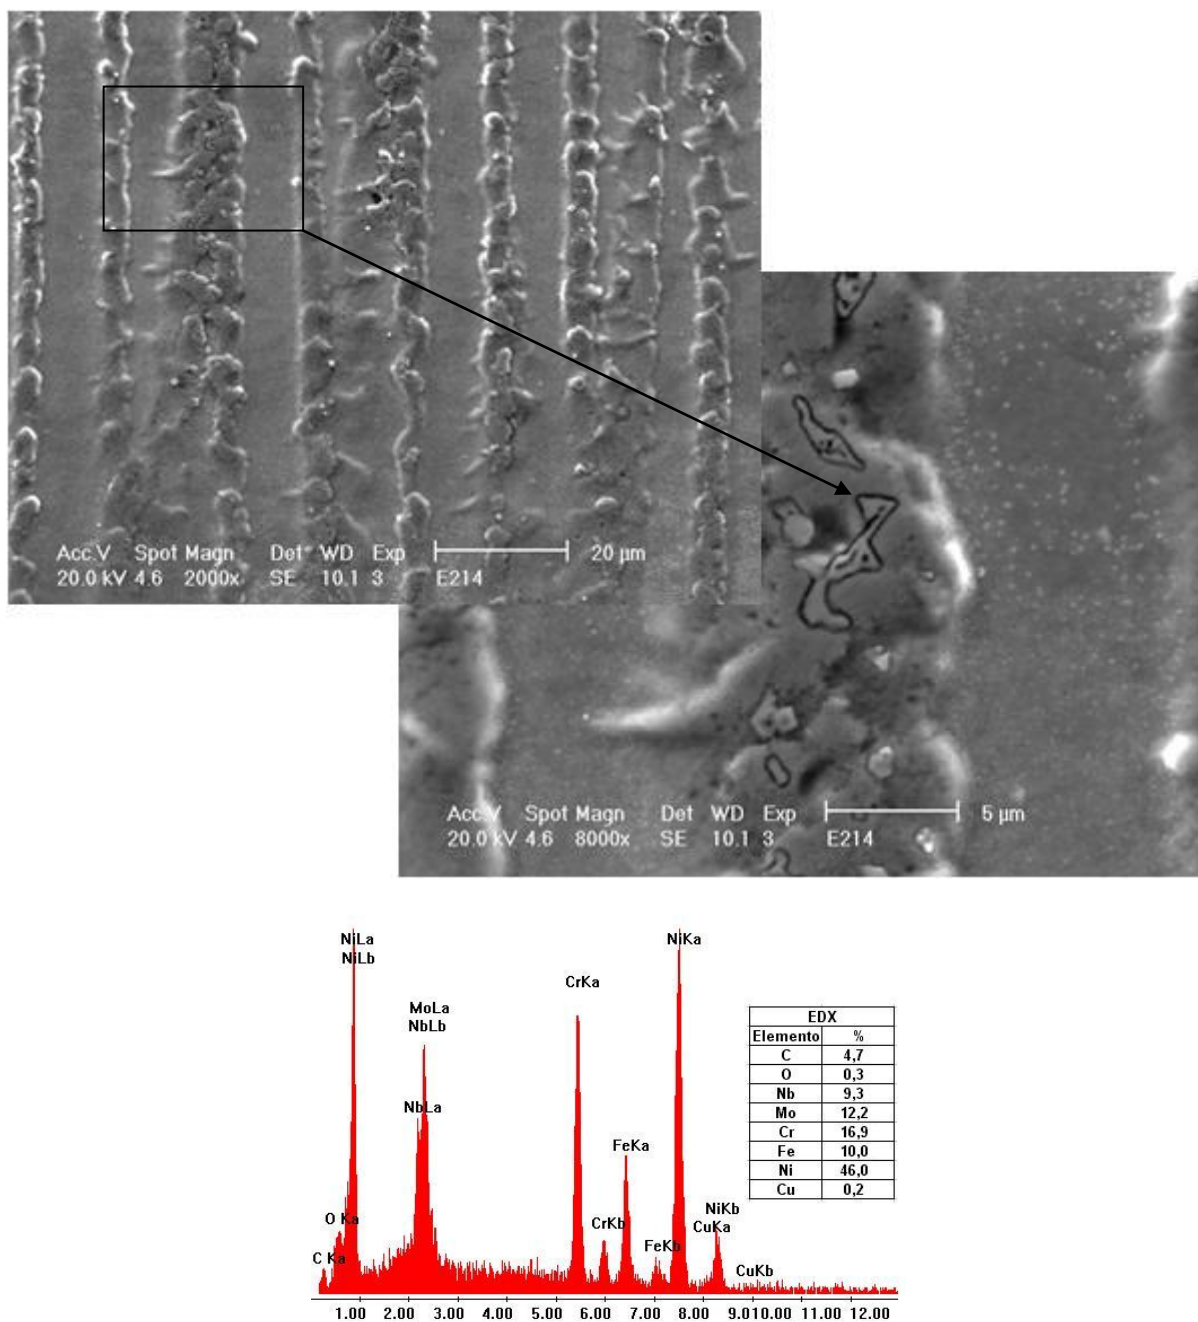 Acc.V Spot Magn Det WD Exp 20 µm
20.0 kV 4.6 2000x SE 10.1 3 E214
Acc.V Spot Magn Det WD Exp 5 µm
20.0 kV 4.6 8000x SE 10.1 3 E214
NiLa
NiLb
MoLa
NbLb
NbLa
O Ka
C Ka
CrKa
CrKb
FeKa
FeKb
NiKa
NiKb
CuKa
CuKb
EDX
Elemento %
C 4,7
O 0,3
Nb 9,3
Mo 12,2
Cr 16,9
Fe 10,0
Ni 46,0
Cu 0,2
1.00 2.00 3.00 4.00 5.00 6.00 7.00 8.00 9.010.00 11.00 12.00